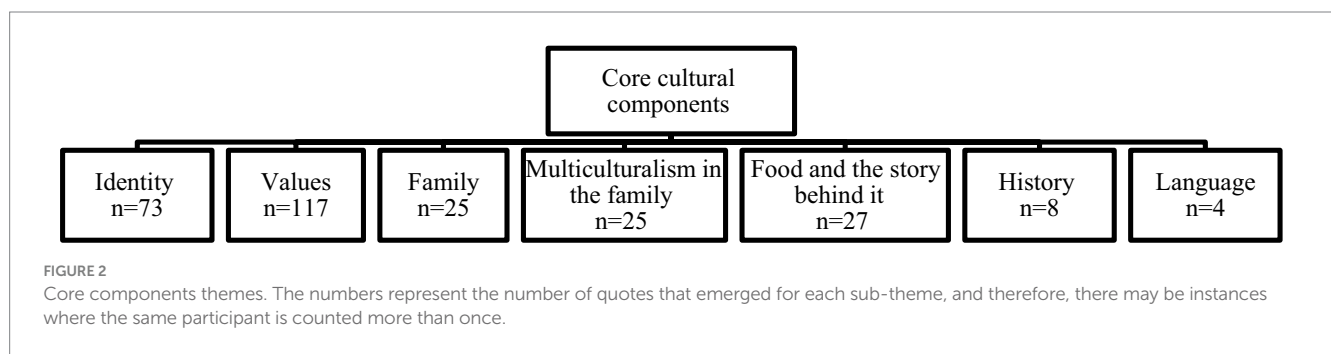 Core cultural
components
Identity
n=73
Values
n=117
Family
n=25
Multiculturalism in
the family
n=25
Food and the story
behind it
n=27
History
n=8
Language
n=4
FIGURE 2
Core components themes. The numbers represent the number of quotes that emerged for each sub-theme, and therefore, there may be instances
where the same participant is counted more than once.